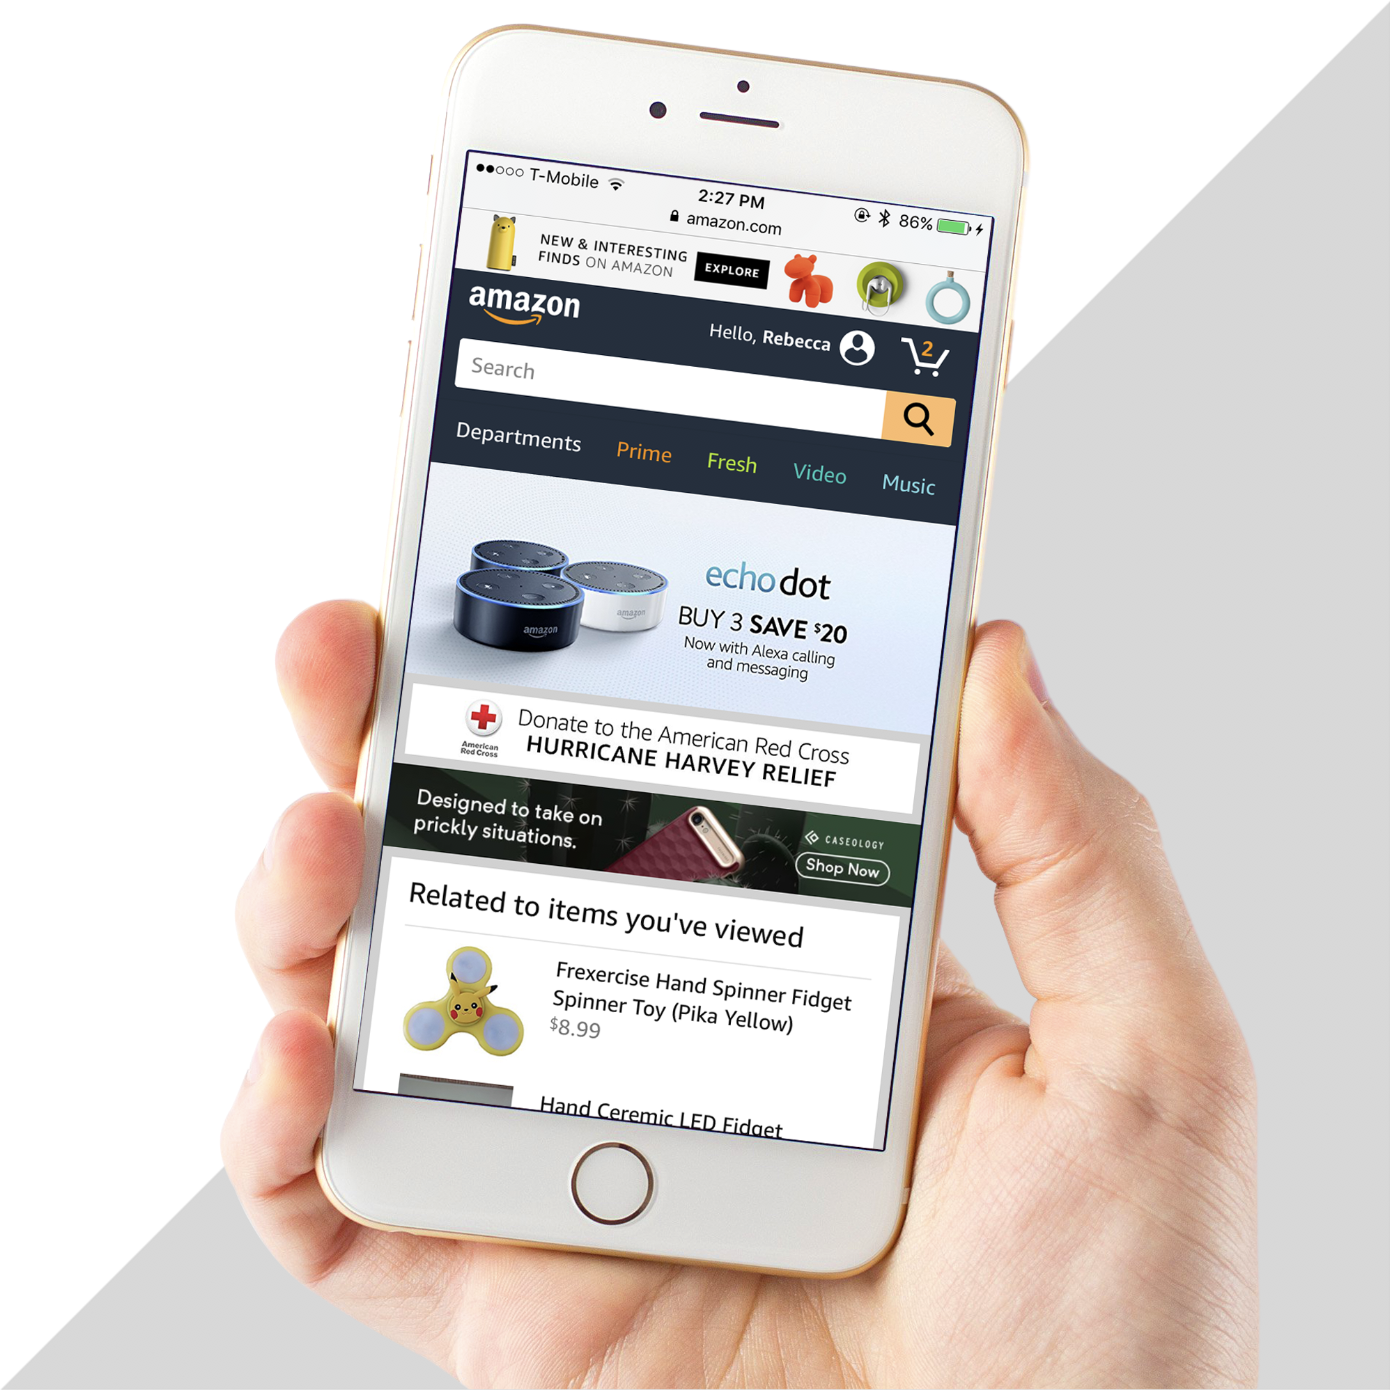 T-Mobile
2:27 PM
86%
amazon.com
NEW & INTERESTING
FINDS ON AMAZON
EXPLORE
amazon
Hello, Rebecca
2
Search
Departments Prime Fresh Video Music
echo dot
BUY 3 SAVE $20
Now with Alexa calling
and messaging
amazon
amazon
American
Red Cross
Donate to the American Red Cross
HURRICANE HARVEY RELIEF
Designed to take on
prickly situations.
CASEOLOGY
Shop Now
Related to items you've viewed
Frexercise Hand Spinner Fidget
Spinner Toy (Pika Yellow)
$8.99
Hand Ceremic LED Fidget